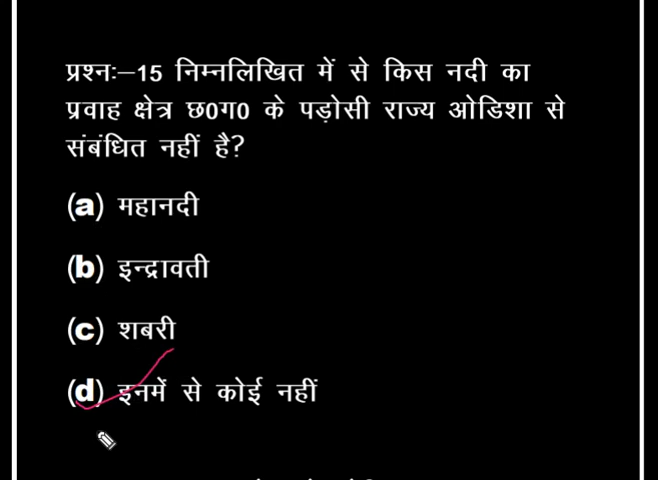 प्रश्नः–15 निम्नलिखित में से किस नदी का
प्रवाह क्षेत्र छ0ग0 के पड़ोसी राज्य ओडिशा से
संबंधित नहीं है?
(a) महानदी
(b) इन्द्रावती
(c) शबरी
(d) इनमें से कोई नहीं